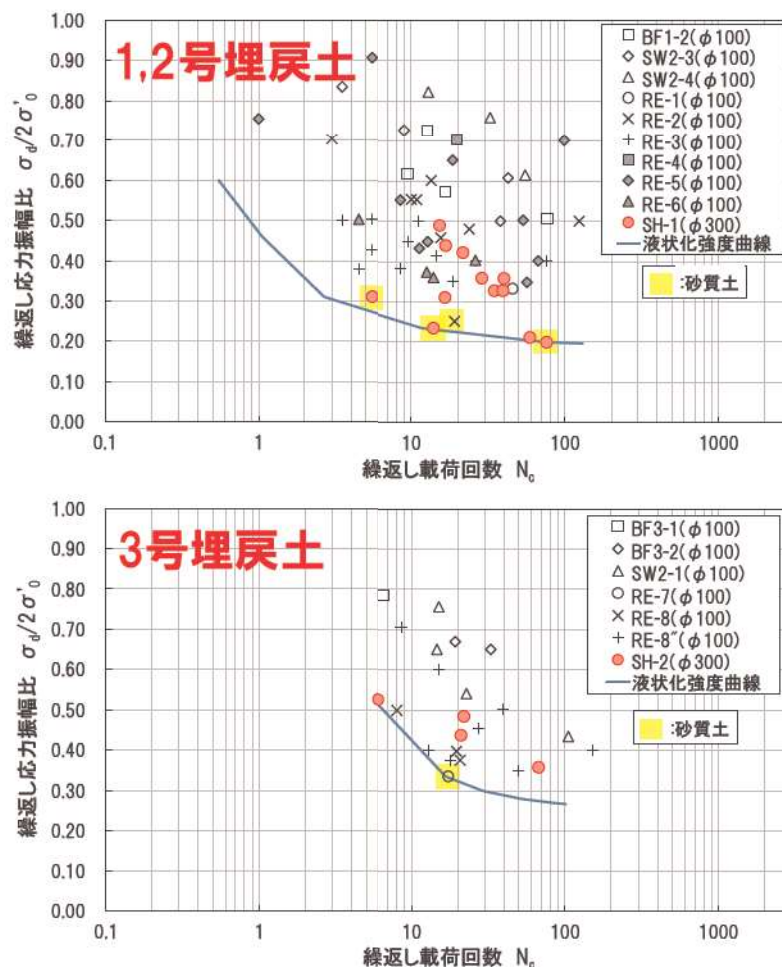 1,2号埋戻土
繰返し応力振幅比 σd/2σ'0
1.00
0.90
0.80
0.70
0.60
0.50
0.40
0.30
0.20
0.10
0.00
0.1
1
10
100
1000
繰返し載荷回数 Nc
BF1-2(φ100)
SW2-3(φ100)
SW2-4(φ100)
RE-1(φ100)
RE-2(φ100)
RE-3(φ100)
RE-4(φ100)
RE-5(φ100)
RE-6(φ100)
SH-1(φ300)
液状化強度曲線
:砂質土
3号埋戻土
繰返し応力振幅比 σd/2σ'0
1.00
0.90
0.80
0.70
0.60
0.50
0.40
0.30
0.20
0.10
0.00
0.1
1
10
100
1000
繰返し載荷回数 Nc
BF3-1(φ100)
BF3-2(φ100)
SW2-1(φ100)
RE-7(φ100)
RE-8(φ100)
RE-8″(φ100)
SH-2(φ300)
液状化強度曲線
:砂質土